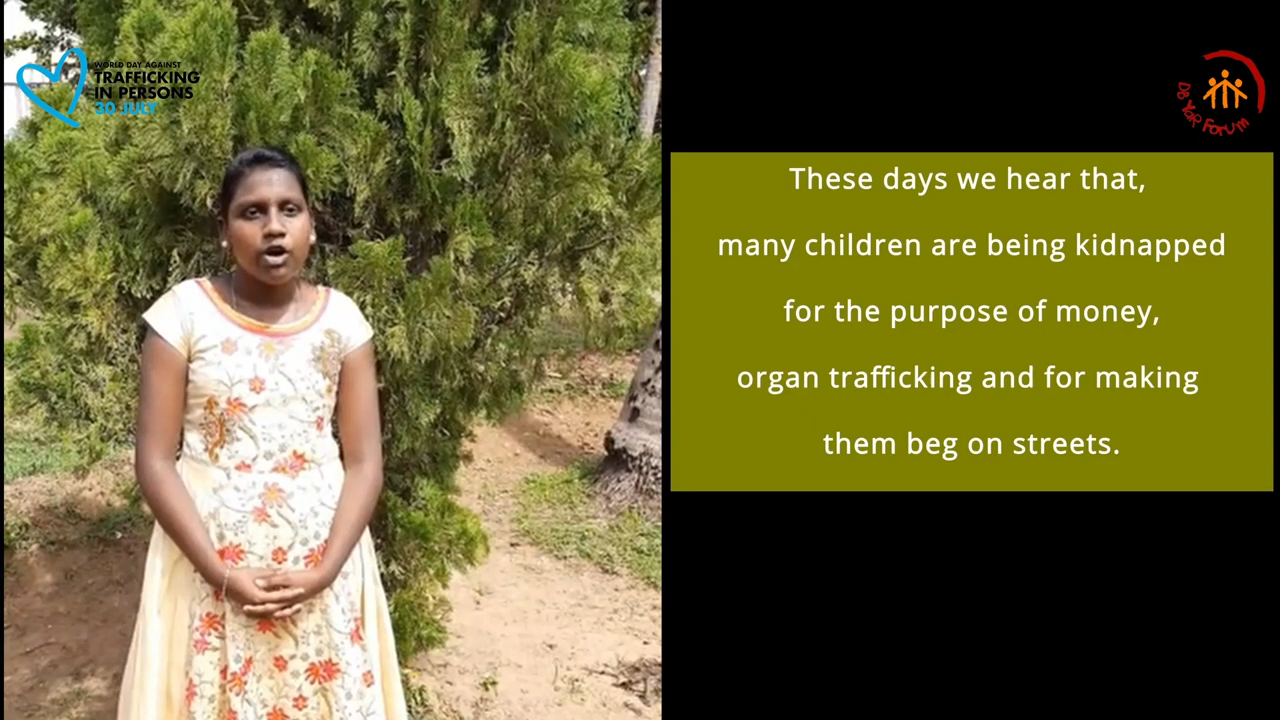 WORLD DAY AGAINST
TRAFFICKING
IN PERSONS
30 JULY
DB YaR Forum
These days we hear that,
many children are being kidnapped
for the purpose of money,
organ trafficking and for making
them beg on streets.